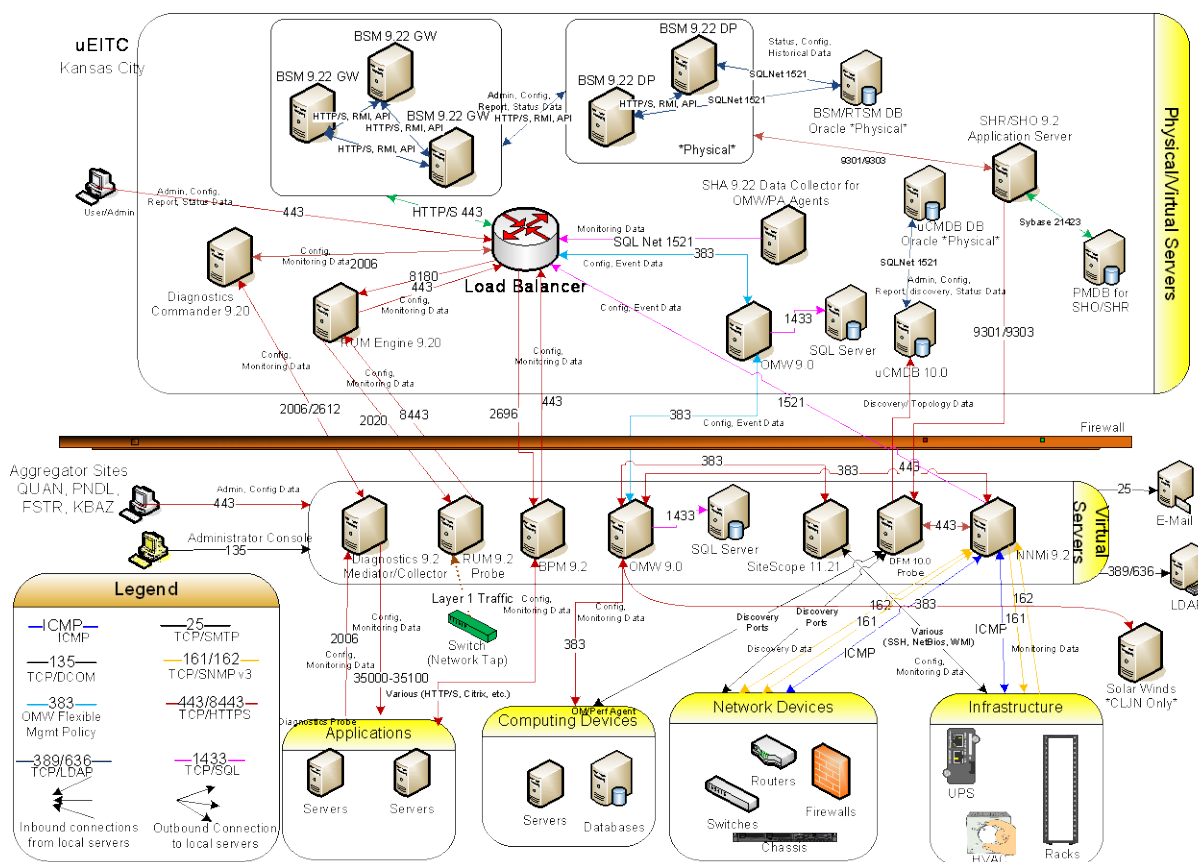 uEITC
Kansas City
BSM 9.22 GW
BSM 9.22 GW
BSM 9.22 GW
HTTP/S, RMI, API
HTTP/S, RMI, API
HTTP/S, RMI, API
Admin, Config,
Report, Status Data
HTTP/S, RMI, API
BSM 9.22 DP
BSM 9.22 DP
HTTP/S, RMI, API
*Physical*
Status, Config,
Historical Data
SQLNet 1521
SQLNet 1521
BSM/RTSM DB
Oracle *Physical*
SHR/SHO 9.2
Application Server
9301/9303
Physical/Virtual Servers
User/Admin
Admin, Config,
Report, Status Data
443
HTTP/S 443
SHA 9.22 Data Collector for
OMW/PA Agents
Monitoring Data
SQL Net 1521
383
Config, Event Data
uCMDB DB
Oracle *Physical*
SQLNet 1521
Sybase 21423
PMDB for
SHO/SHR
Admin, Config,
Report, discovery, Status Data
Diagnostics
Commander 9.20
Config,
Monitoring Data
2006
8180
443
Config,
Monitoring Data
Load Balancer
RUM Engine 9.20
Config, Event Data
1433
SQL Server
OMW 9.0
uCMDB 10.0
9301/9303
Config,
Monitoring Data
Config,
Monitoring Data
Config,
Monitoring Data
Config,
Monitoring Data
2006/2612
2020
8443
2696
443
383
Config, Event Data
1521
Discovery/Topology Data
Firewall
Aggregator Sites
QUAN, PNDL,
FSTR, KBAZ
Admin, Config Data
443
Administrator Console
135
383
383
443
Diagnostics 9.2
Mediator/Collector
RUM 9.2
Probe
BPM 9.2
OMW 9.0
1433
SQL Server
SiteScope 11.21
DFM 10.0
Probe
443
NNMi 9.2
Virtual
Servers
25
E-Mail
389/636
LDAP
Legend
ICMP
ICMP
25
TCP/SMTP
135
TCP/DCOM
161/162
TCP/SNMP v3
383
OMW Flexible
Mgmt Policy
443/8443
TCP/HTTPS
389/636
TCP/LDAP
1433
TCP/SQL
Inbound connections
from local servers
Outbound Connection
to local servers
Layer 1 Traffic
Switch
(Network Tap)
2006
Config,
Monitoring Data
Config,
Monitoring Data
35000-35100
Various (HTTP/S, Citrix, etc.)
Config,
Monitoring Data
Config,
Monitoring Data
383
Discovery
Ports
Discovery
Ports
Discovery Data
162
161
ICMP
383
Various
(SSH, NetBios, WMI)
Config,
Monitoring Data
ICMP
162
161
Monitoring Data
Solar Winds
*CLJN Only*
Diagnostics Probe
Applications
Servers
Servers
OM/Perf Agent
Computing Devices
Servers
Databases
Network Devices
Routers
Switches
Firewalls
Chassis
Infrastructure
UPS
HVAC
Racks